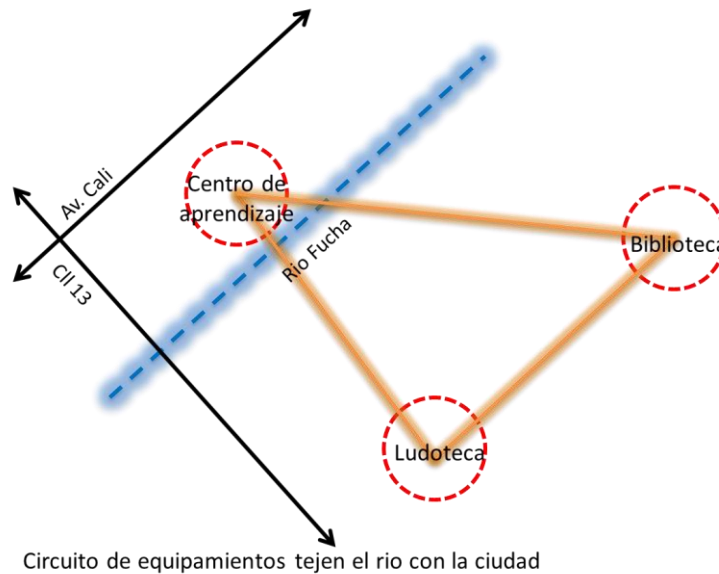 Av. Cali
Centro de
aprendizaje
Rio Fucha
Biblioteca
Cll 13
Ludoteca
Circuito de equipamientos tejen el rio con la ciudad